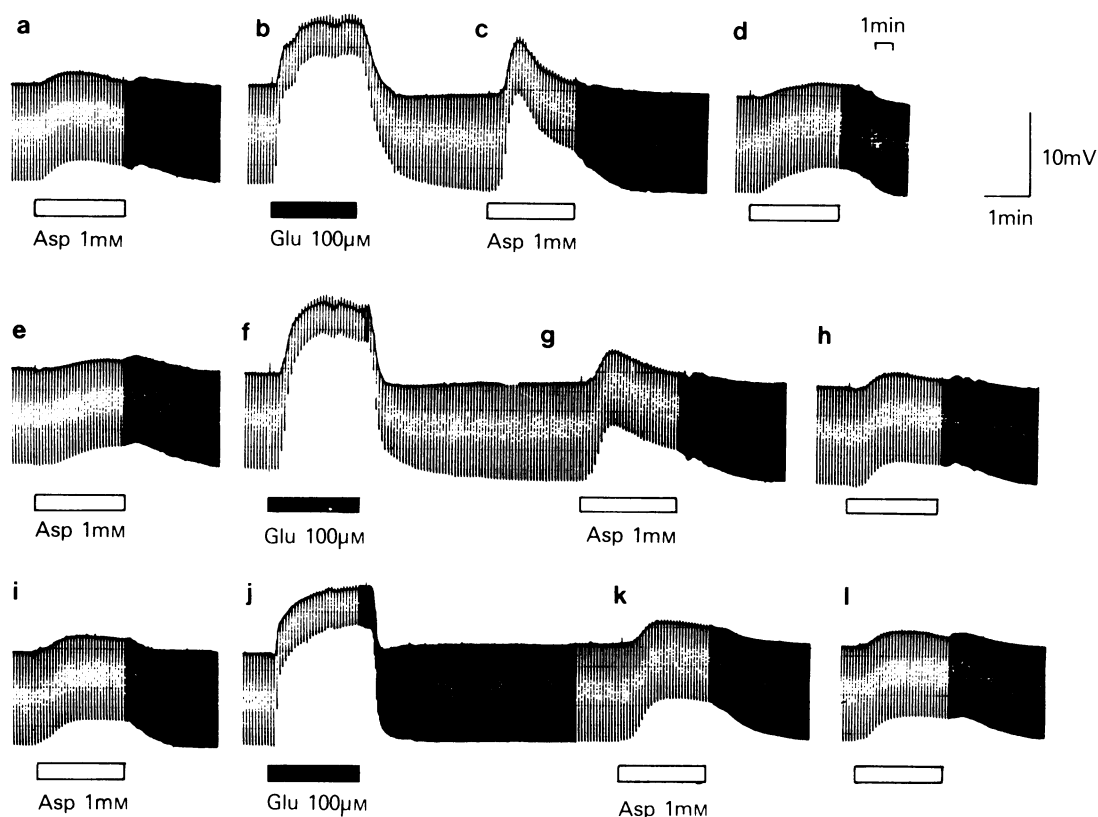 a b c d 1min
10mV
1min
Asp 1mM Glu 100µM Asp 1mM
e f g h
Asp 1mM Glu 100µM Asp 1mM
i j k l
Asp 1mM Glu 100µM Asp 1mM